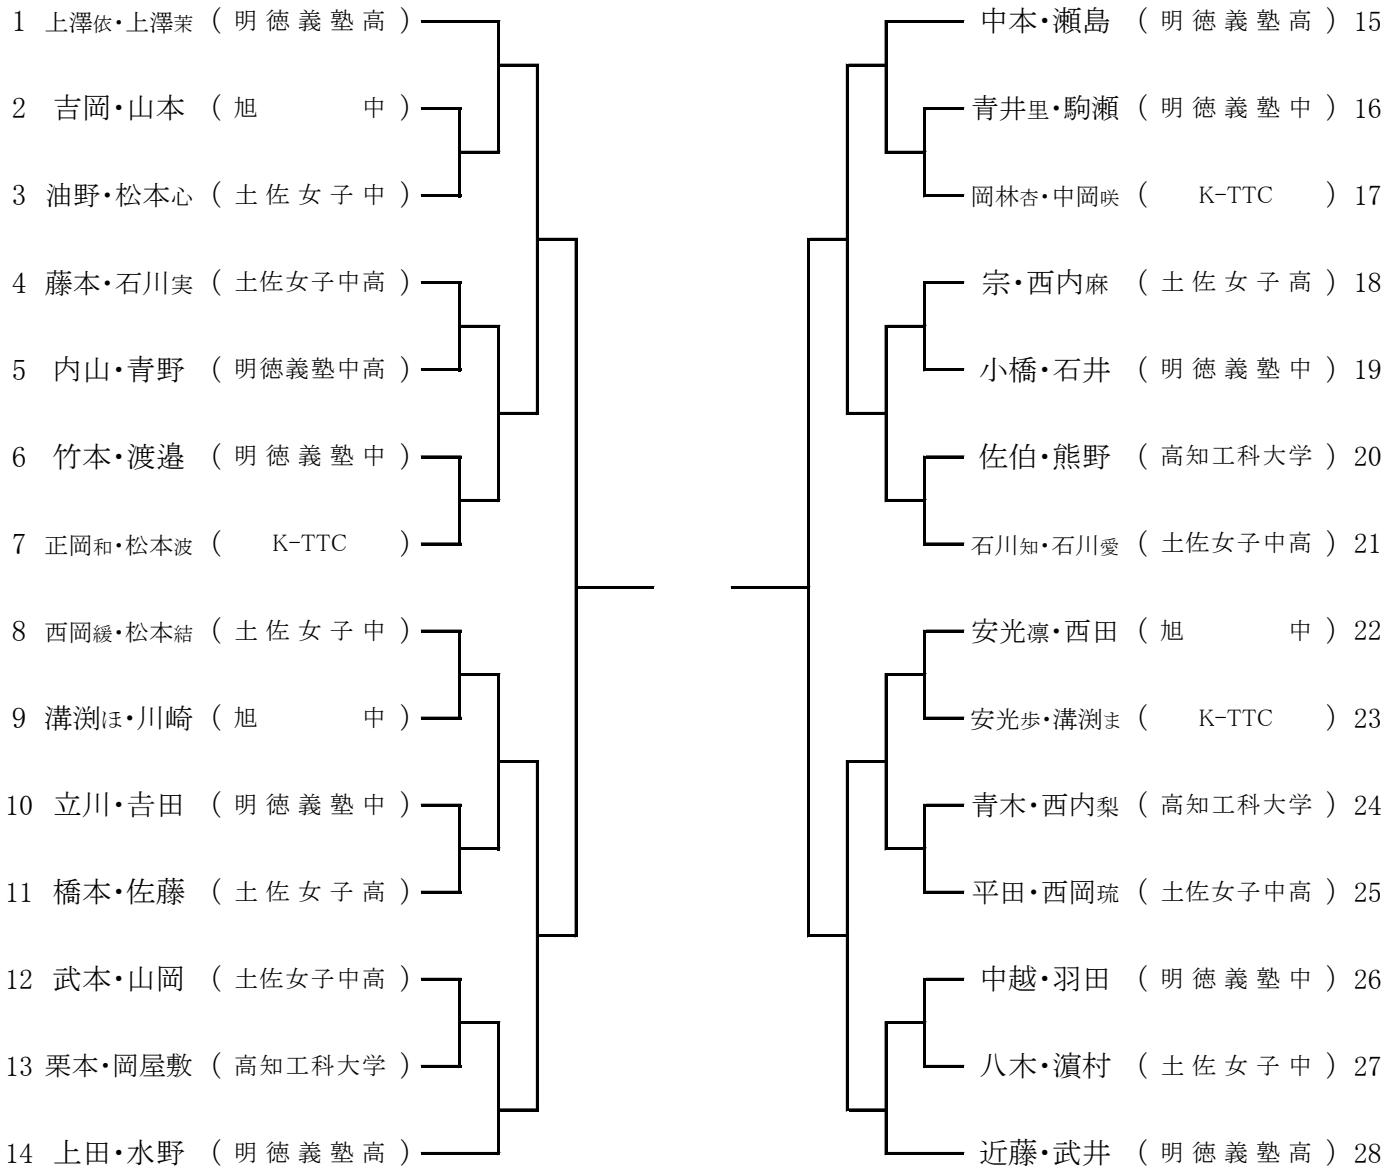 1 上澤依・上澤茉 ( 明徳義塾高 )
2 吉岡・山本 ( 旭中 )
3 油野・松本心 ( 土佐女子中 )
4 藤本・石川実 ( 土佐女子中高 )
5 内山・青野 ( 明徳義塾中高 )
6 竹本・渡邉 ( 明徳義塾中 )
7 正岡和・松本波 ( K-TTC )
8 西岡緩・松本結 ( 土佐女子中 )
9 溝渕ほ・川崎 ( 旭中 )
10 立川・𠮷田 ( 明徳義塾中 )
11 橋本・佐藤 ( 土佐女子高 )
12 武本・山岡 ( 土佐女子中高 )
13 栗本・岡屋敷 ( 高知工科大学 )
14 上田・水野 ( 明徳義塾高 )
中本・瀬島 ( 明徳義塾高 ) 15
青井里・駒瀬 ( 明徳義塾中 ) 16
岡林杏・中岡咲 ( K-TTC ) 17
宗・西内麻 ( 土佐女子高 ) 18
小橋・石井 ( 明徳義塾中 ) 19
佐伯・熊野 ( 高知工科大学 ) 20
石川知・石川愛 ( 土佐女子中高 ) 21
安光凛・西田 ( 旭中 ) 22
安光歩・溝渕ま ( K-TTC ) 23
青木・西内梨 ( 高知工科大学 ) 24
平田・西岡琉 ( 土佐女子中高 ) 25
中越・羽田 ( 明徳義塾中 ) 26
八木・濵村 ( 土佐女子中 ) 27
近藤・武井 ( 明徳義塾高 ) 28